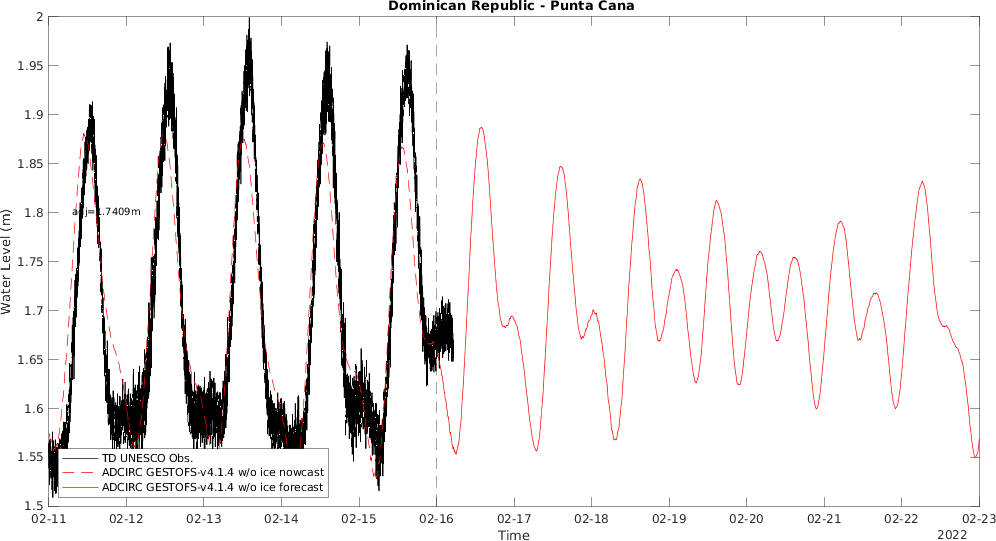 Dominican Republic - Punta Cana
2
1.95
1.9
1.85
1.8
1.75
1.7
1.65
1.6
1.55
1.5
Water Level (m)
adj=1.7409m
TD UNESCO Obs.
ADCIRC GESTOFS-v4.1.4 w/o ice nowcast
ADCIRC GESTOFS-v4.1.4 w/o ice forecast
02-11 02-12 02-13 02-14 02-15 02-16 02-17 02-18 02-19 02-20 02-21 02-22 02-23
Time
2022